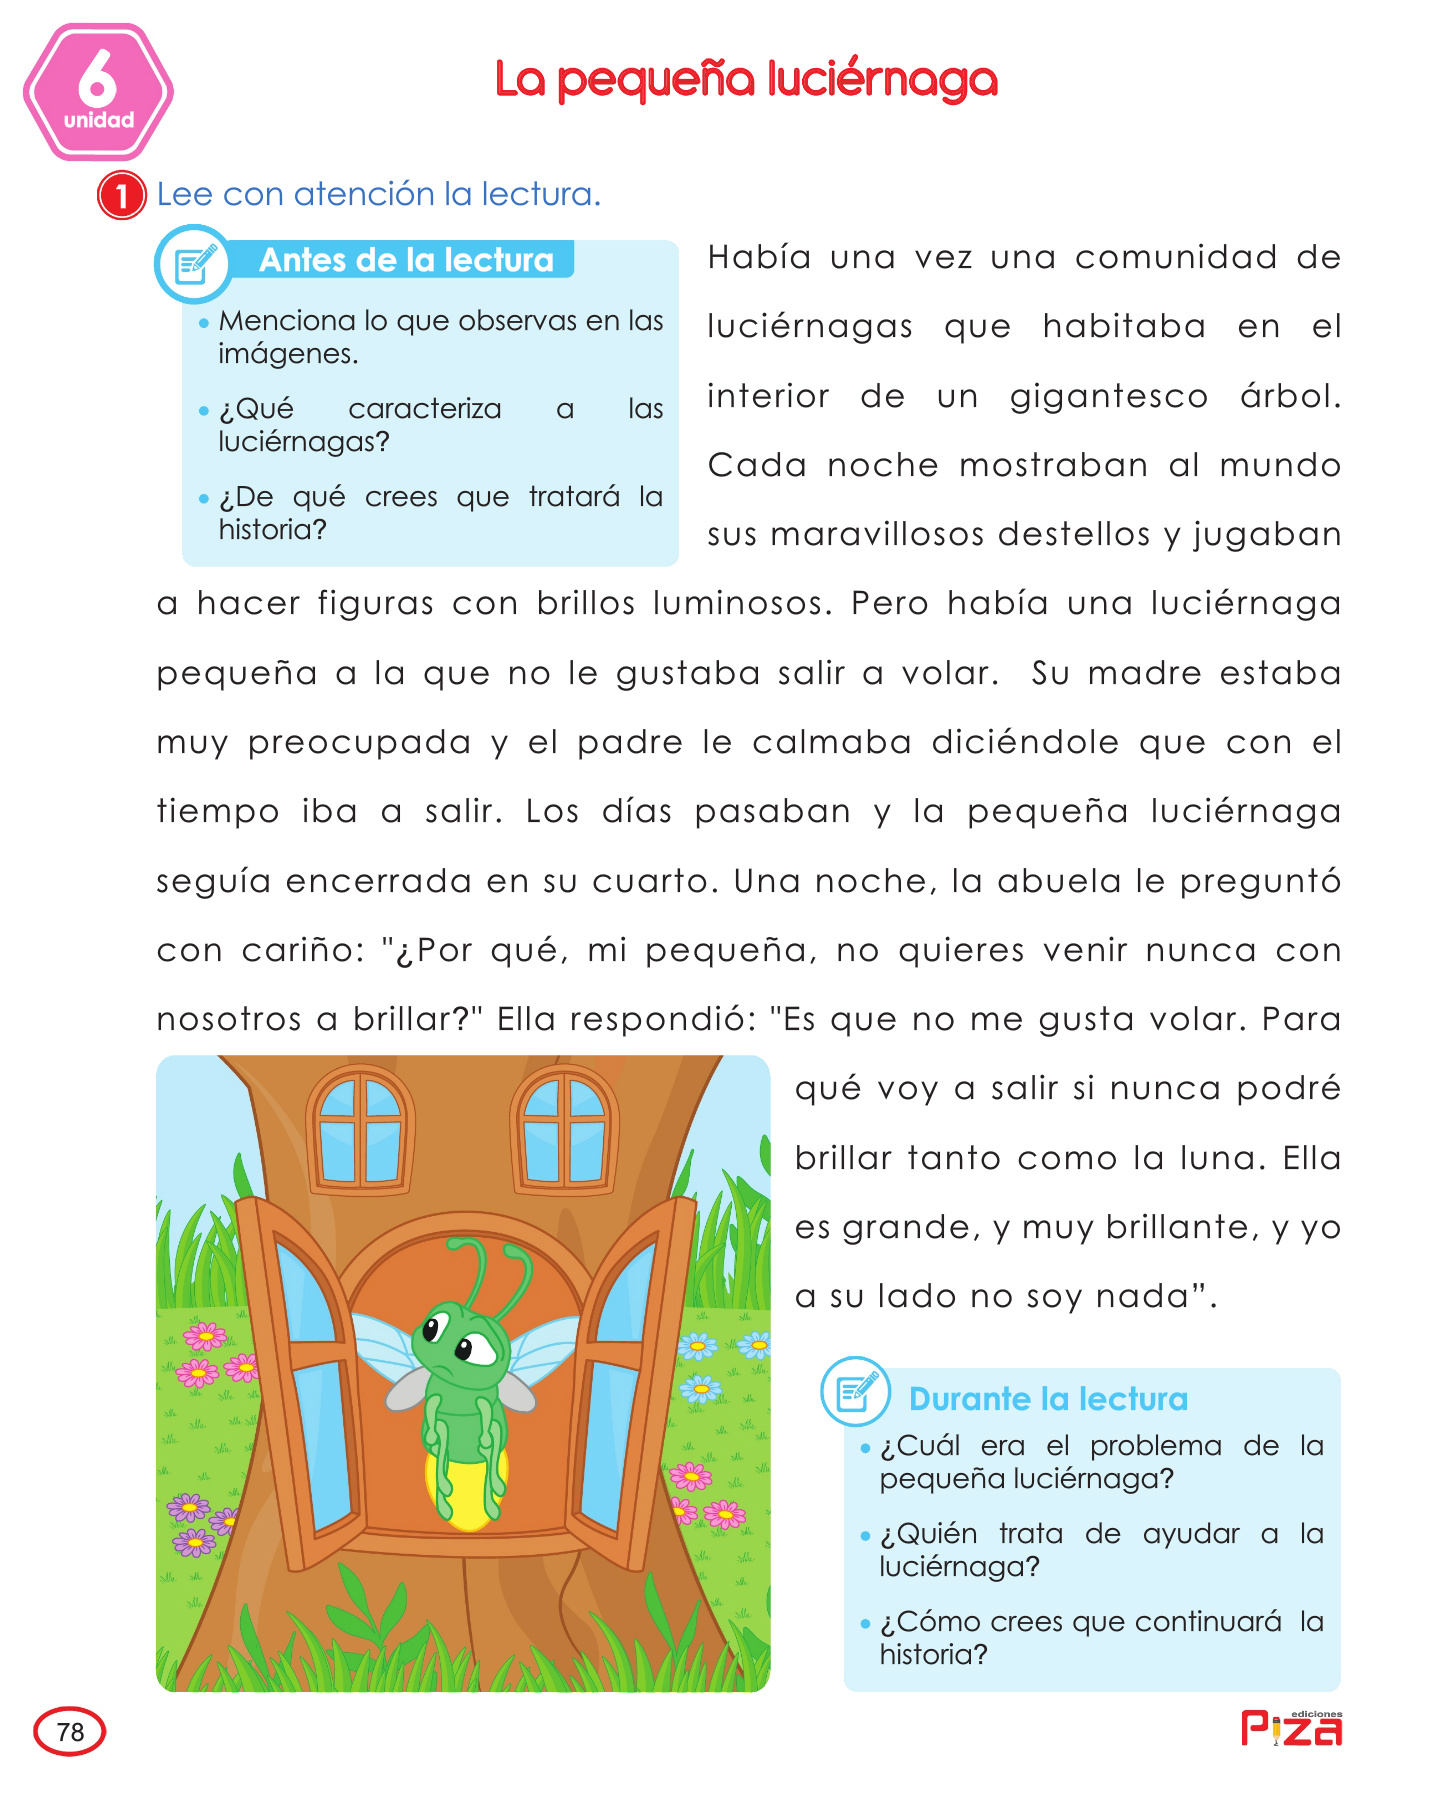 6
unidad
La pequeña luciérnaga
1 Lee con atención la lectura.
Antes de la lectura
• Menciona lo que observas en las
imágenes.
• ¿Qué caracteriza a las
luciérnagas?
• ¿De qué crees que tratará la
historia?
Había una vez una comunidad de
luciérnagas que habitaba en el
interior de un gigantesco árbol.
Cada noche mostraban al mundo
sus maravillosos destellos y jugaban
a hacer figuras con brillos luminosos. Pero había una luciérnaga
pequeña a la que no le gustaba salir a volar. Su madre estaba
muy preocupada y el padre le calmaba diciéndole que con el
tiempo iba a salir. Los días pasaban y la pequeña luciérnaga
seguía encerrada en su cuarto. Una noche, la abuela le preguntó
con cariño: "¿Por qué, mi pequeña, no quieres venir nunca con
nosotros a brillar?" Ella respondió: "Es que no me gusta volar. Para
qué voy a salir si nunca podré
brillar tanto como la luna. Ella
es grande, y muy brillante, y yo
a su lado no soy nada”.
Durante la lectura
• ¿Cuál era el problema de la
pequeña luciérnaga?
• ¿Quién trata de ayudar a la
luciérnaga?
• ¿Cómo crees que continuará la
historia?
78
ediciones
Piza